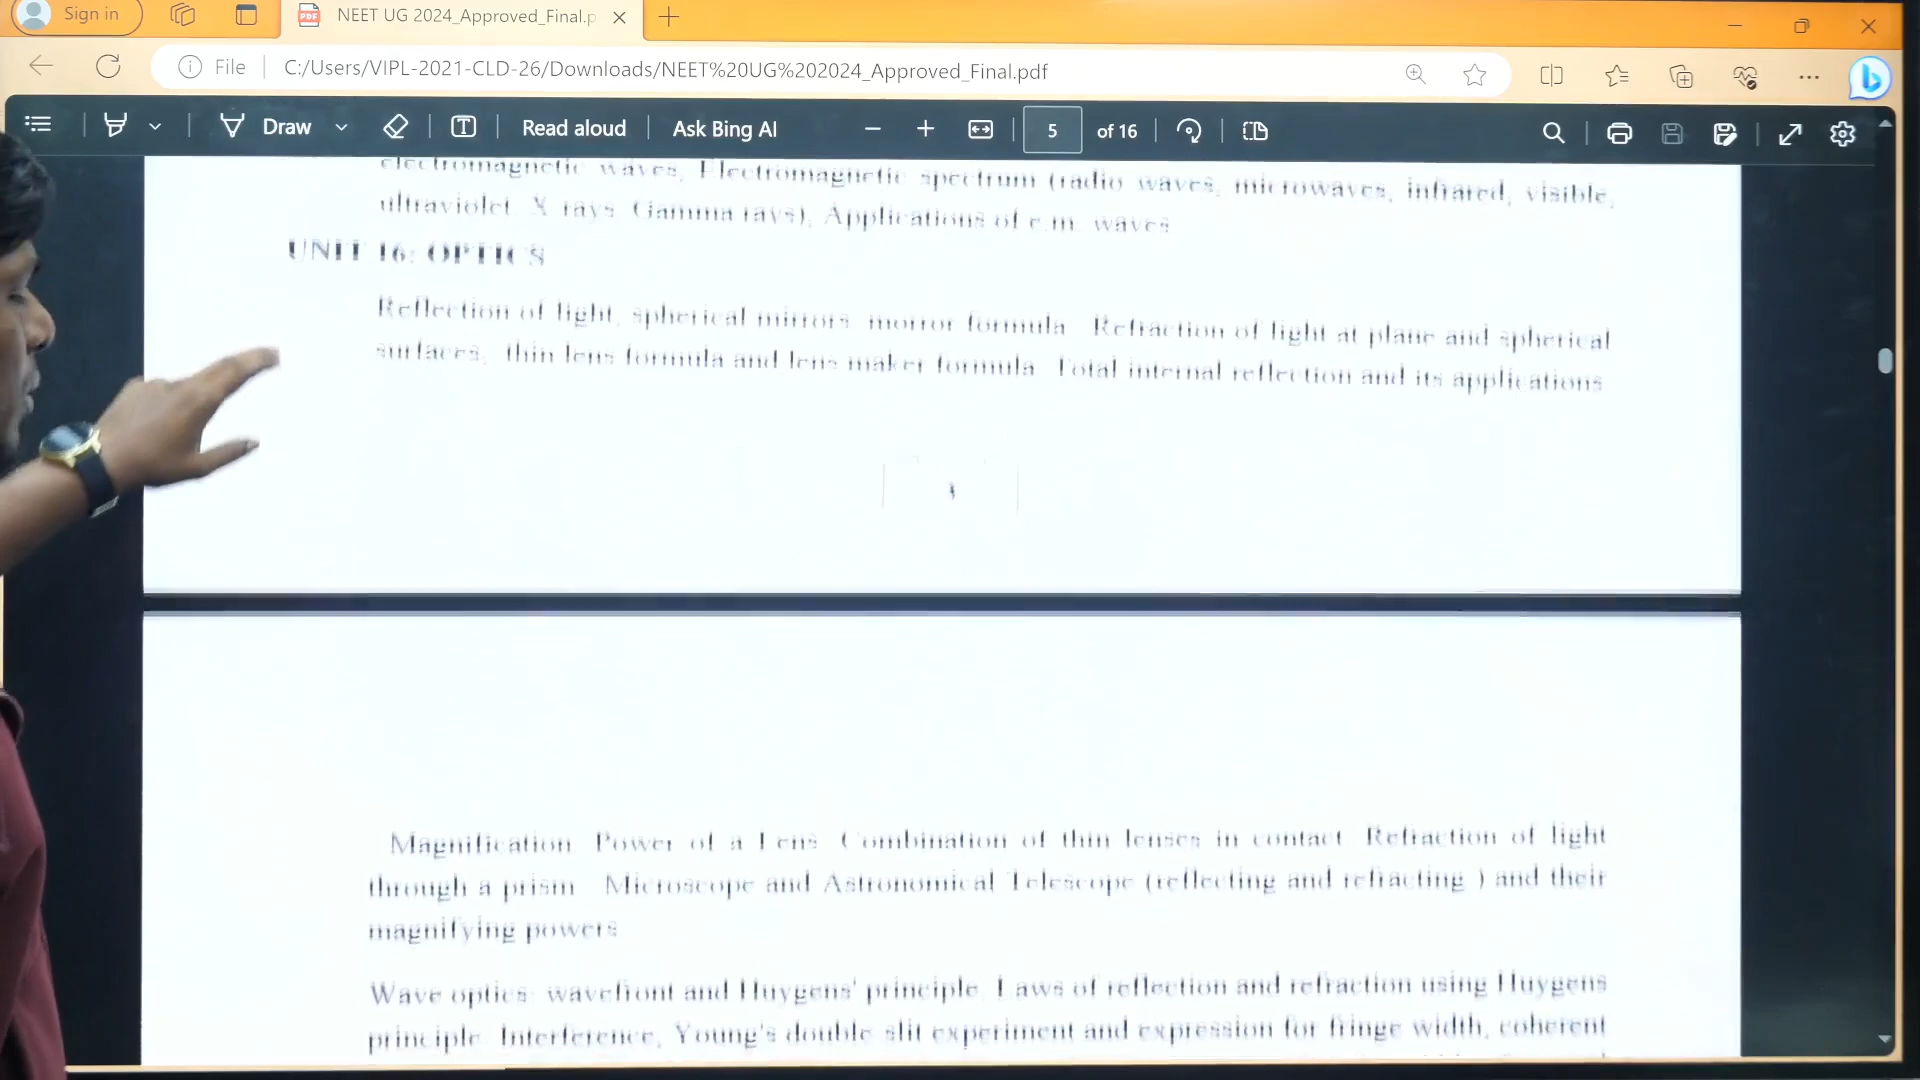 Sign in
NEET UG 2024_Approved_Final.p
File
C:/Users/VIPL-2021-CLD-26/Downloads/NEET%20UG%202024_Approved_Final.pdf
Draw
Read aloud
Ask Bing AI
5
of 16
electromagnetic waves, Electromagnetic spectrum (radio waves, microwaves, infrared, visible,
ultraviolet, X rays, Gamma rays), Applications of e.m. waves
UNIT 16: OPTICS
Reflection of light, spherical mirrors, mirror formula. Refraction of light at plane and spherical
surfaces, thin lens formula and lens maker formula. Total internal reflection and its applications.
Magnification. Power of a Lens. Combination of thin lenses in contact. Refraction of light
through a prism. Microscope and Astronomical Telescope (reflecting and refracting ) and their
magnifying powers.
Wave optics: wavefront and Huygens' principle. Laws of reflection and refraction using Huygens
principle. Interference, Young's double slit experiment and expression for fringe width, coherent